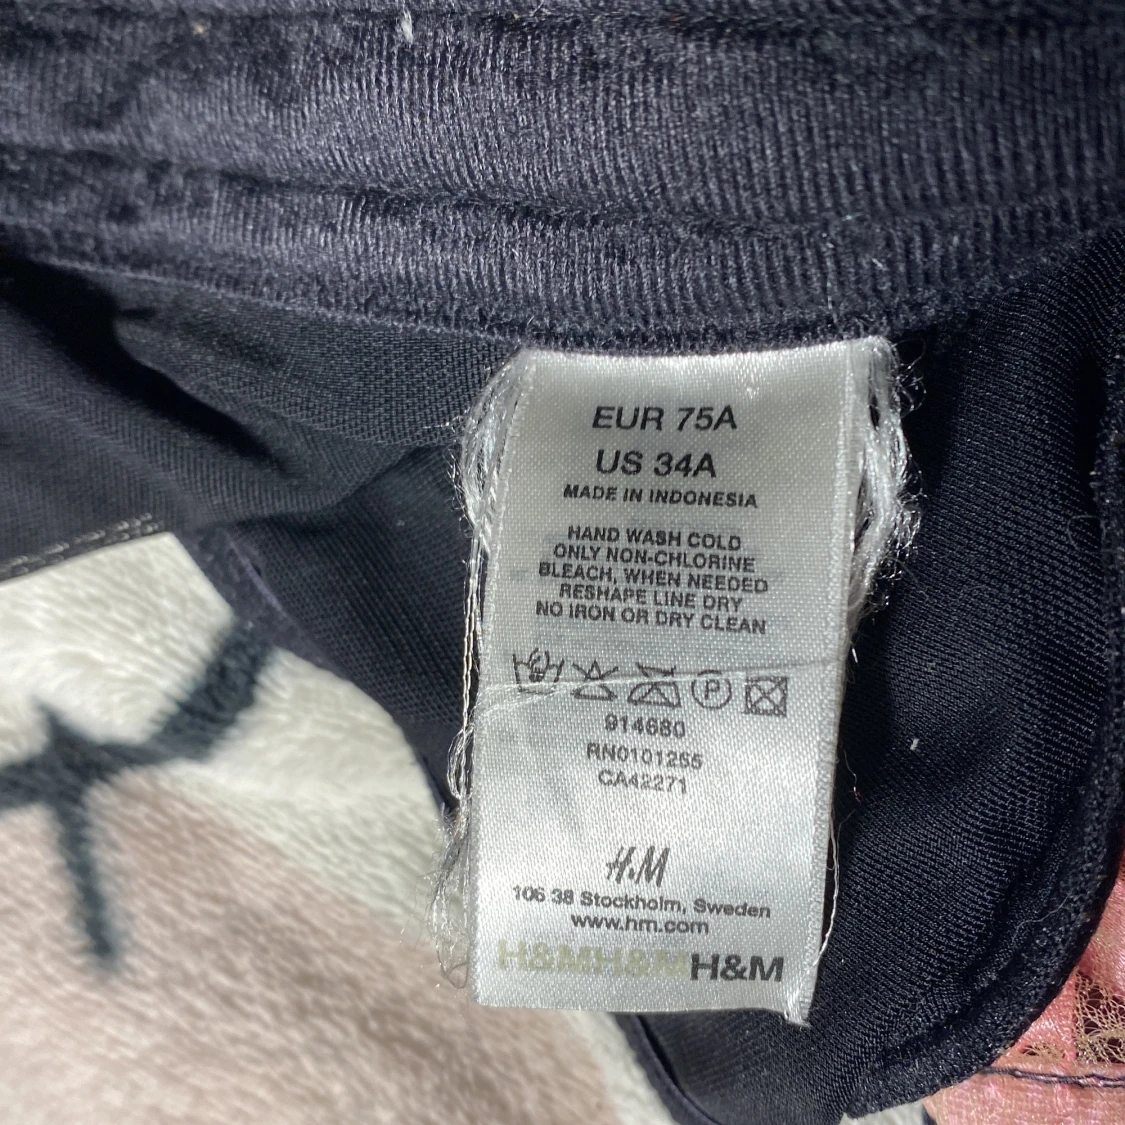 EUR 75A
US 34A
MADE IN INDONESIA
HAND WASH COLD
ONLY NON-CHLORINE
BLEACH, WHEN NEEDED
RESHAPE LINE DRY
NO IRON OR DRY CLEAN
P
914680
RN0101255
CA42271
H&M
106 38 Stockholm, Sweden
www.hm.com
H&MH&MH&M